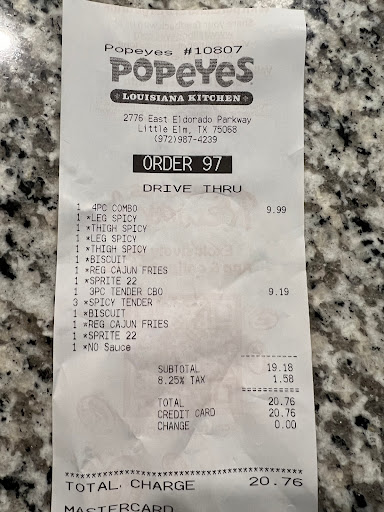 Popeyes #10807
POPEYES
LOUISIANA KITCHEN
2776 East Eldorado Parkway
Little Elm, TX 75068
(972)987-4239
ORDER 97
DRIVE THRU
1 4PC COMBO 9.99
1 *LEG SPICY
1 *THIGH SPICY
1 *LEG SPICY
1 *THIGH SPICY
1 *BISCUIT
1 *REG CAJUN FRIES
1 *SPRITE 22
1 3PC TENDER CBO 9.19
3 *SPICY TENDER
1 *BISCUIT
1 *REG CAJUN FRIES
1 *SPRITE 22
1 *NO Sauce
SUBTOTAL 19.18
8.25% TAX 1.58
TOTAL 20.76
CREDIT CARD 20.76
CHANGE 0.00
TOTAL CHARGE 20.76
MASTERCARD